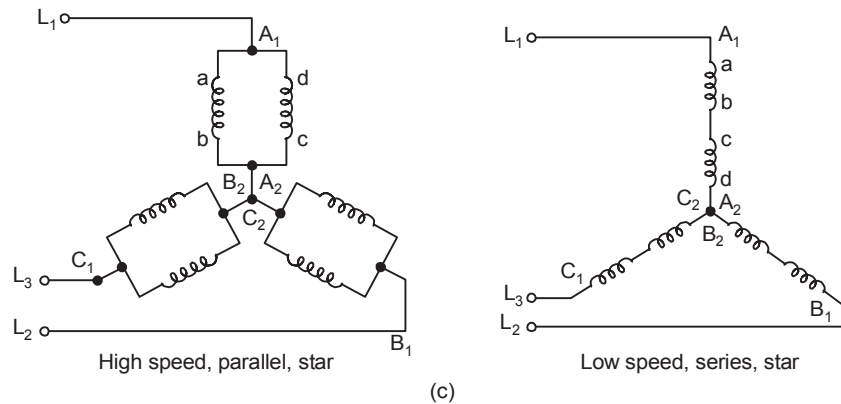 L1
A1
a d
b c
B2 A2
C2
C1
L3
L2
B1
High speed, parallel, star
L1
A1
a
b
c
d
C2 A2
B2
C1
L3
B1
L2
Low speed, series, star
(c)